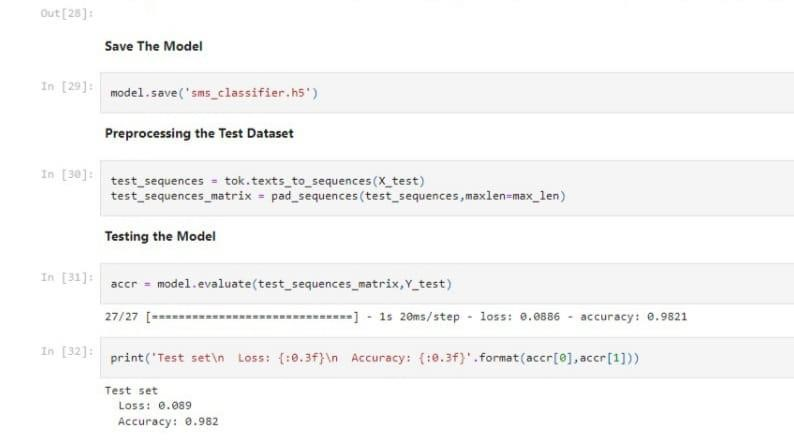 Out[28]:
Save The Model
In [29]: model.save('sms_classifier.h5')
Preprocessing the Test Dataset
In [30]: test_sequences = tok.texts_to_sequences(X_test)
test_sequences_matrix = pad_sequences(test_sequences,maxlen=max_len)
Testing the Model
In [31]: accr = model.evaluate(test_sequences_matrix,Y_test)
27/27 [==============================] - 1s 20ms/step - loss: 0.0886 - accuracy: 0.9821
In [32]: print('Test set\n  Loss: {:0.3f}\n  Accuracy: {:0.3f}'.format(accr[0],accr[1]))
Test set
  Loss: 0.089
  Accuracy: 0.982